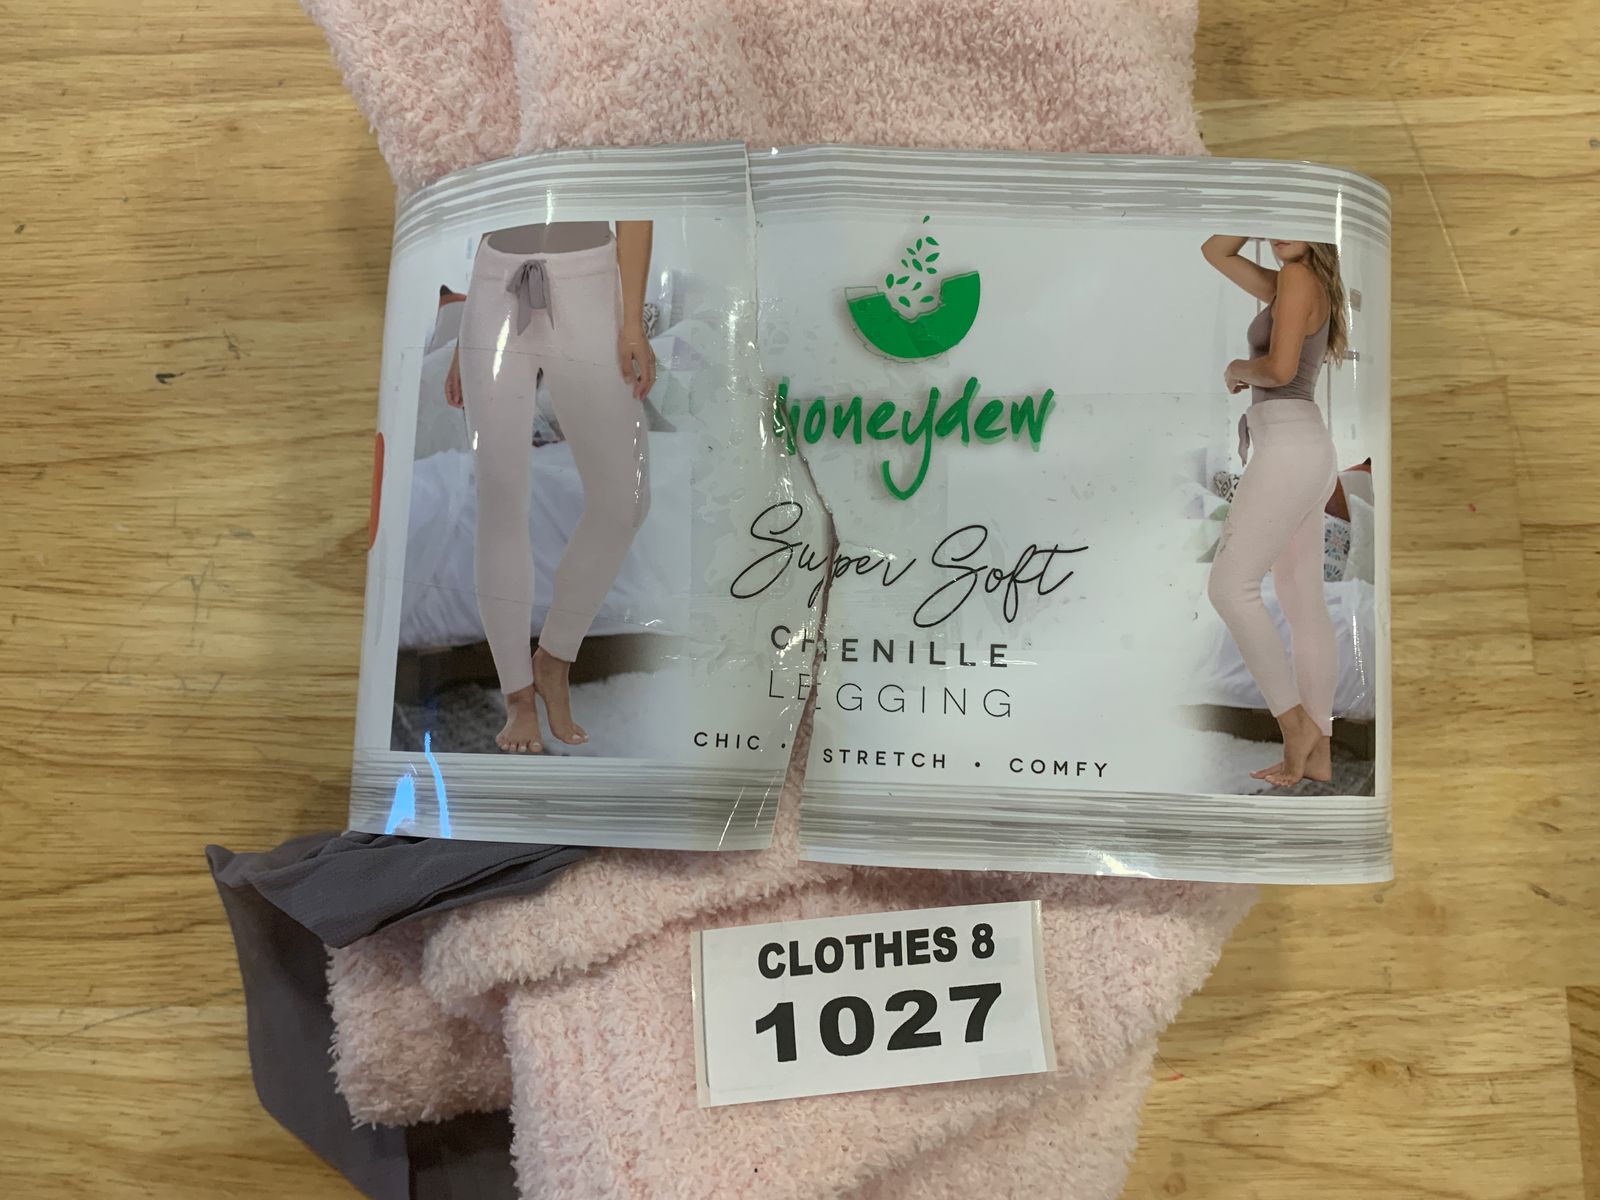 honeydew
Super Soft
CHENILLE
LEGGING
CHIC · STRETCH · COMFY
CLOTHES 8
1027